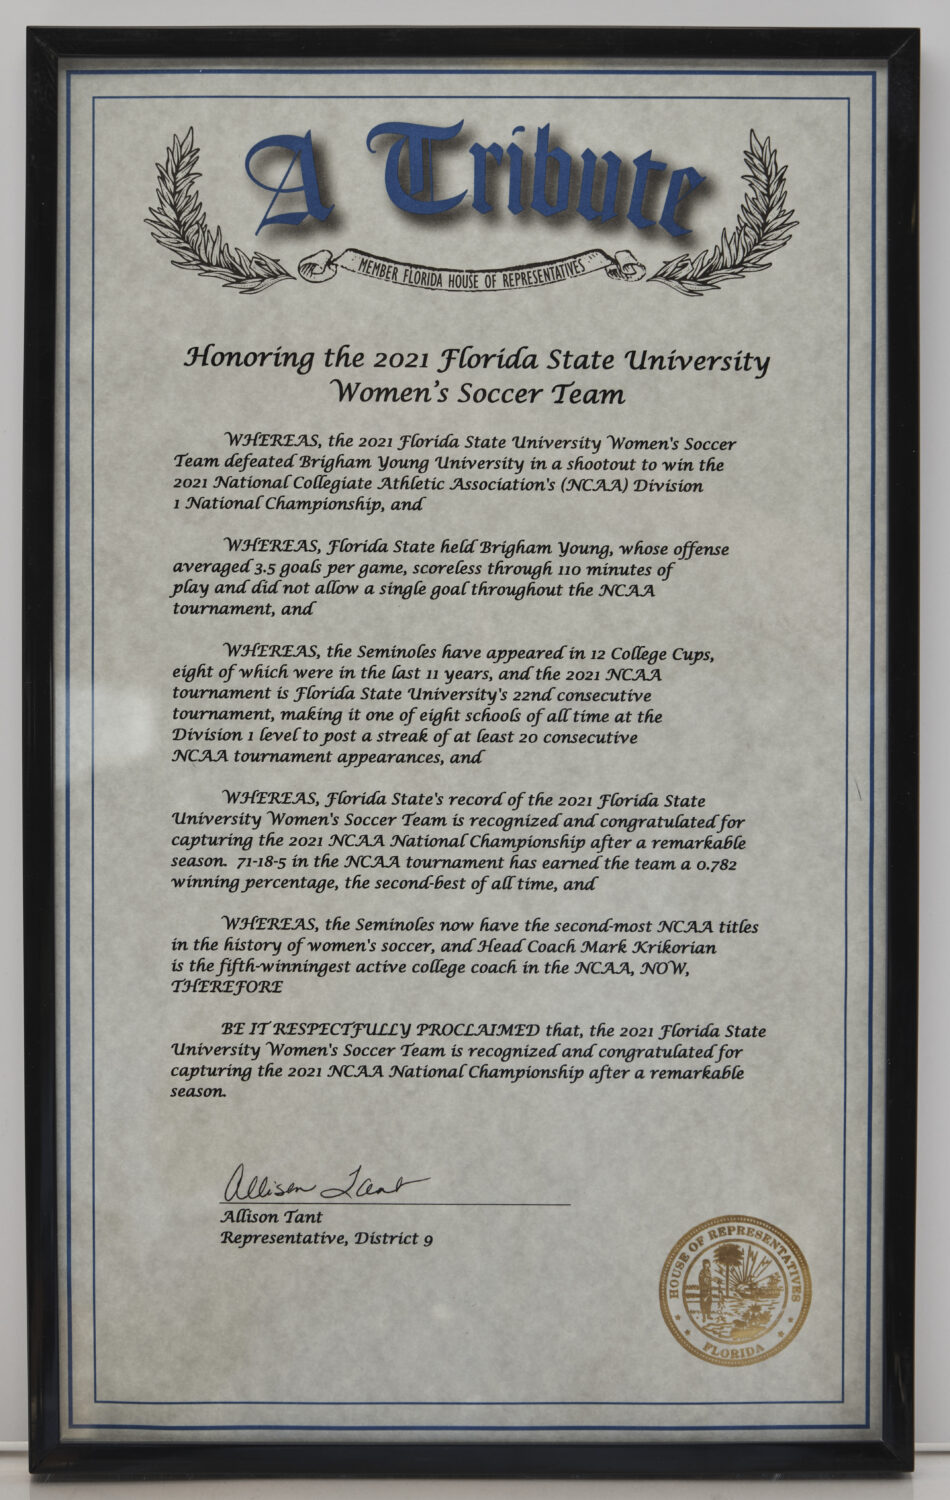 A Tribute
MEMBER FLORIDA HOUSE OF REPRESENTATIVES
Honoring the 2021 Florida State University
Women's Soccer Team
WHEREAS, the 2021 Florida State University Women's Soccer
Team defeated Brigham Young University in a shootout to win the
2021 National Collegiate Athletic Association's (NCAA) Division
1 National Championship, and
WHEREAS, Florida State held Brigham Young, whose offense
averaged 3.5 goals per game, scoreless through 110 minutes of
play and did not allow a single goal throughout the NCAA
tournament, and
WHEREAS, the Seminoles have appeared in 12 College Cups,
eight of which were in the last 11 years, and the 2021 NCAA
tournament is Florida State University's 22nd consecutive
tournament, making it one of eight schools of all time at the
Division 1 level to post a streak of at least 20 consecutive
NCAA tournament appearances, and
WHEREAS, Florida State's record of the 2021 Florida State
University Women's Soccer Team is recognized and congratulated for
capturing the 2021 NCAA National Championship after a remarkable
season. 71-18-5 in the NCAA tournament has earned the team a 0.782
winning percentage, the second-best of all time, and
WHEREAS, the Seminoles now have the second-most NCAA titles
in the history of women's soccer, and Head Coach Mark Krikorian
is the fifth-winningest active college coach in the NCAA, NOW,
THEREFORE
BE IT RESPECTFULLY PROCLAIMED that, the 2021 Florida State
University Women's Soccer Team is recognized and congratulated for
capturing the 2021 NCAA National Championship after a remarkable
season.
Allison Tant
Allison Tant
Representative, District 9
HOUSE OF REPRESENTATIVES
FLORIDA